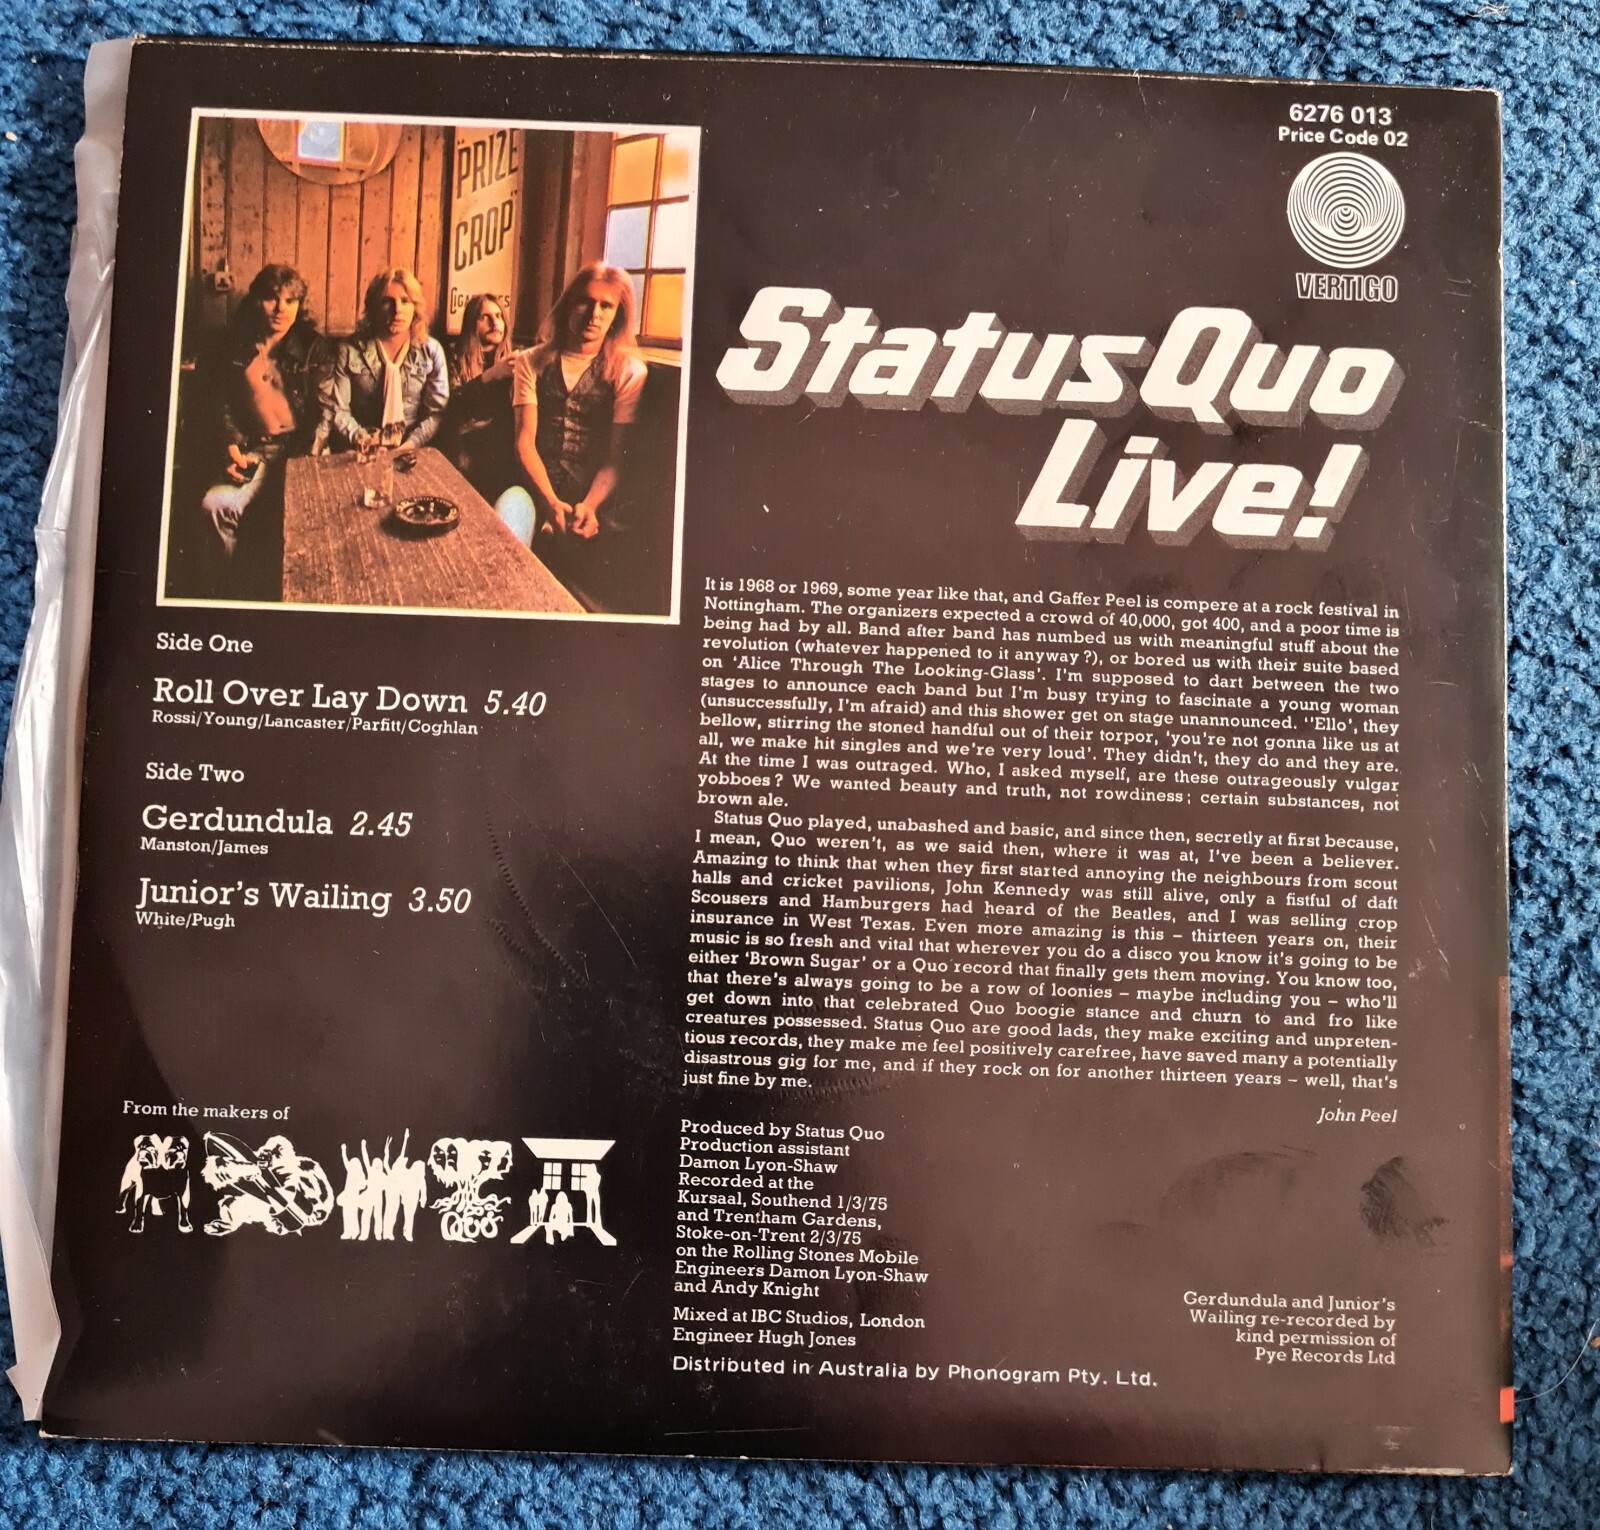 6276 013
Price Code 02
VERTIGO
"PRIZE
CROP"
Status Quo
Live!
Side One
Roll Over Lay Down 5.40
Rossi/Young/Lancaster/Parfitt/Coghlan
Side Two
Gerdundula 2.45
Manston/James
Junior's Wailing 3.50
White/Pugh
It is 1968 or 1969, some year like that, and Gaffer Peel is compere at a rock festival in
Nottingham. The organizers expected a crowd of 40,000, got 400, and a poor time is
being had by all. Band after band has numbed us with meaningful stuff about the
revolution (whatever happened to it anyway?), or bored us with their suite based
on 'Alice Through The Looking-Glass'. I'm supposed to dart between the two
stages to announce each band but I'm busy trying to fascinate a young woman
(unsuccessfully, I'm afraid) and this shower get on stage unannounced. ''Ello', they
bellow, stirring the stoned handful out of their torpor, 'you're not gonna like us at
all, we make hit singles and we're very loud'. They didn't, they do and they are.
At the time I was outraged. Who, I asked myself, are these outrageously vulgar
yobboes? We wanted beauty and truth, not rowdiness; certain substances, not
brown ale.
Status Quo played, unabashed and basic, and since then, secretly at first because,
I mean, Quo weren't, as we said then, where it was at, I've been a believer.
Amazing to think that when they first started annoying the neighbours from scout
halls and cricket pavilions, John Kennedy was still alive, only a fistful of daft
Scousers and Hamburgers had heard of the Beatles, and I was selling crop
insurance in West Texas. Even more amazing is this – thirteen years on, their
music is so fresh and vital that wherever you do a disco you know it's going to be
either 'Brown Sugar' or a Quo record that finally gets them moving. You know too,
that there's always going to be a row of loonies – maybe including you – who'll
get down into that celebrated Quo boogie stance and churn to and fro like
creatures possessed. Status Quo are good lads, they make exciting and unpreten-
tious records, they make me feel positively carefree, have saved many a potentially
disastrous gig for me, and if they rock on for another thirteen years – well, that's
just fine by me.
John Peel
From the makers of
QUO
Produced by Status Quo
Production assistant
Damon Lyon-Shaw
Recorded at the
Kursaal, Southend 1/3/75
and Trentham Gardens,
Stoke-on-Trent 2/3/75
on the Rolling Stones Mobile
Engineers Damon Lyon-Shaw
and Andy Knight
Mixed at IBC Studios, London
Engineer Hugh Jones
Distributed in Australia by Phonogram Pty. Ltd.
Gerdundula and Junior's
Wailing re-recorded by
kind permission of
Pye Records Ltd